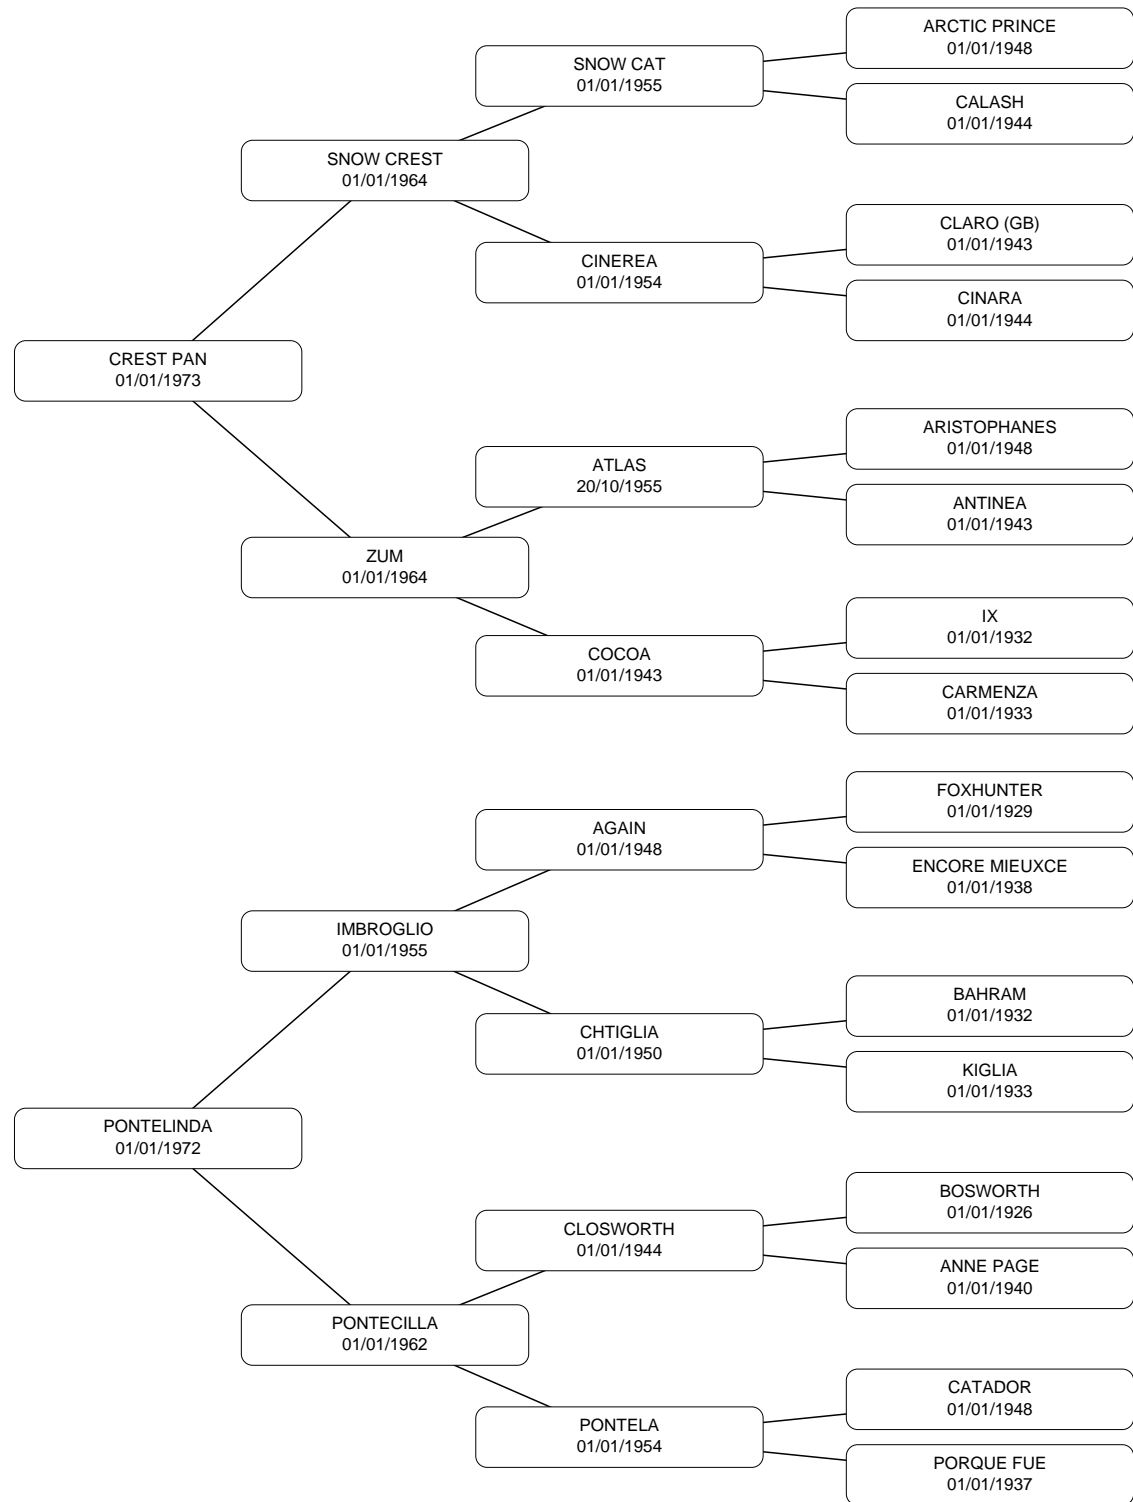 ARCTIC PRINCE
01/01/1948
SNOW CAT
01/01/1955
CALASH
01/01/1944
SNOW CREST
01/01/1964
CLARO (GB)
01/01/1943
CINEREA
01/01/1954
CINARA
01/01/1944
CREST PAN
01/01/1973
ARISTOPHANES
01/01/1948
ATLAS
20/10/1955
ANTINEA
01/01/1943
ZUM
01/01/1964
IX
01/01/1932
COCOA
01/01/1943
CARMENZA
01/01/1933
FOXHUNTER
01/01/1929
AGAIN
01/01/1948
ENCORE MIEUXCE
01/01/1938
IMBROGLIO
01/01/1955
BAHRAM
01/01/1932
CHTIGLIA
01/01/1950
KIGLIA
01/01/1933
PONTELINDA
01/01/1972
BOSWORTH
01/01/1926
CLOSWORTH
01/01/1944
ANNE PAGE
01/01/1940
PONTECILLA
01/01/1962
CATADOR
01/01/1948
PONTELA
01/01/1954
PORQUE FUE
01/01/1937